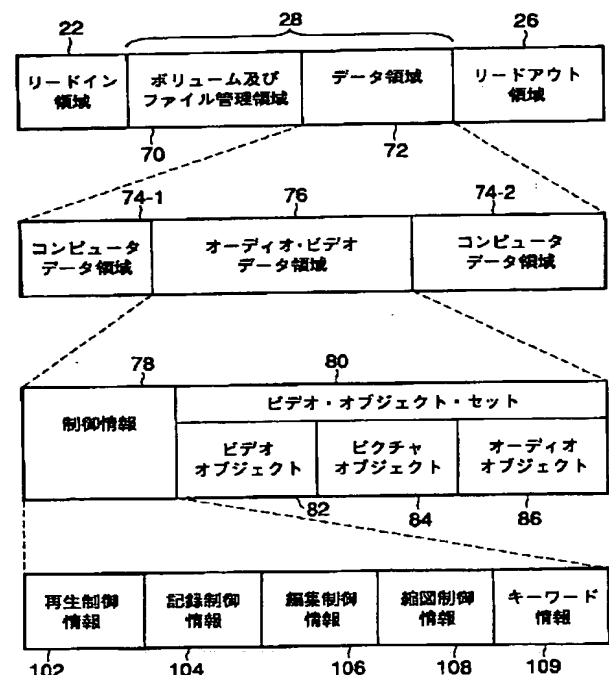 28
22
26
リードイン
領域
ボリューム及び
ファイル管理領域
データ領域
リードアウト
領域
70
72
74-1
76
74-2
コンピュータ
データ領域
オーディオ・ビデオ
データ領域
コンピュータ
データ領域
78
80
制御情報
ビデオ・オブジェクト・セット
ビデオ
オブジェクト
ピクチャ
オブジェクト
オーディオ
オブジェクト
82
84
86
再生制御
情報
記録制御
情報
編集制御
情報
縮図制御
情報
キーワード
情報
102
104
106
108
109